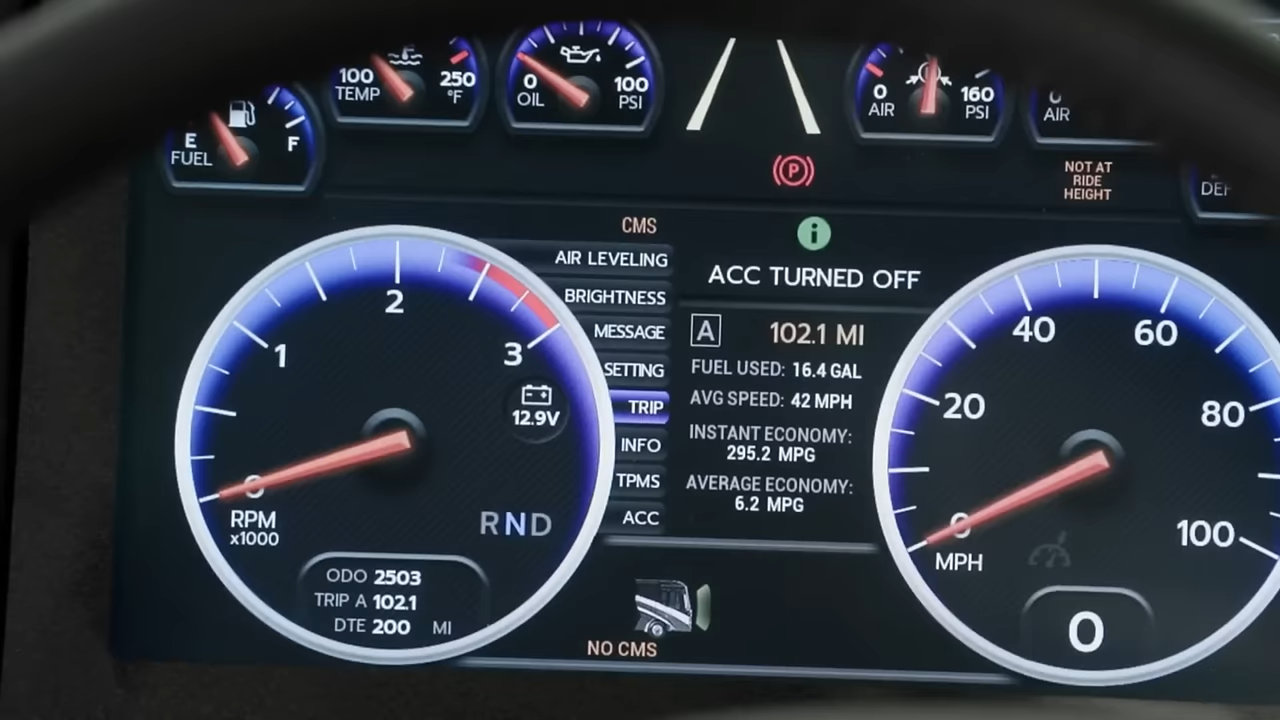 100
TEMP
250
°F
0
OIL
100
PSI
0
AIR
160
PSI
AIR
E
FUEL
F
P
NOT AT
RIDE
HEIGHT
CMS
i
AIR LEVELING
BRIGHTNESS
MESSAGE
SETTING
TRIP
INFO
TPMS
ACC
ACC TURNED OFF
A 102.1 MI
FUEL USED: 16.4 GAL
AVG SPEED: 42 MPH
INSTANT ECONOMY:
295.2 MPG
AVERAGE ECONOMY:
6.2 MPG
0
1
2
3
12.9V
RPM
x1000
RND
ODO 2503
TRIP A 102.1
DTE 200 MI
NO CMS
0
20
40
60
80
100
MPH
0